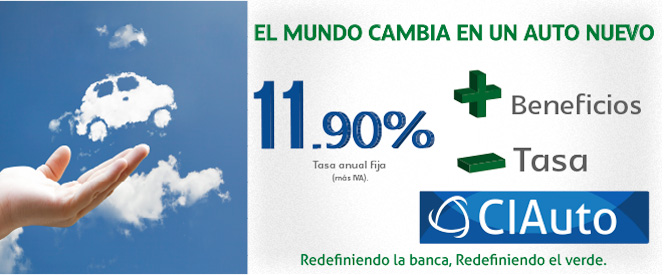 EL MUNDO CAMBIA EN UN AUTO NUEVO
11.90%
Tasa anual fija
(más IVA).
+ Beneficios
- Tasa
CIAuto
Redefiniendo la banca, Redefiniendo el verde.